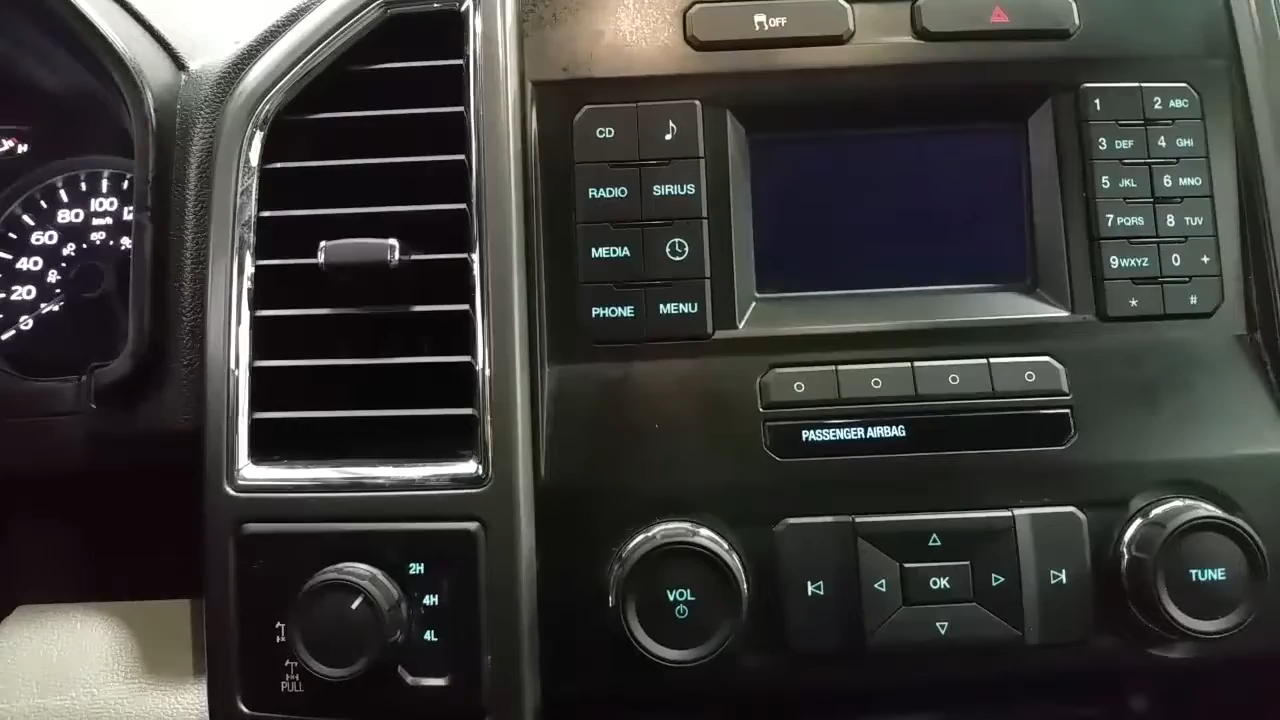 OFF
H
CD
RADIO SIRIUS
MEDIA
PHONE MENU
1 2 ABC
3 DEF 4 GHI
5 JKL 6 MNO
7 PQRS 8 TUV
9 WXYZ 0 +
* #
100
80
km/h
60
40
20
0
PASSENGER AIRBAG
2H
4H
4L
PULL
VOL
OK
TUNE